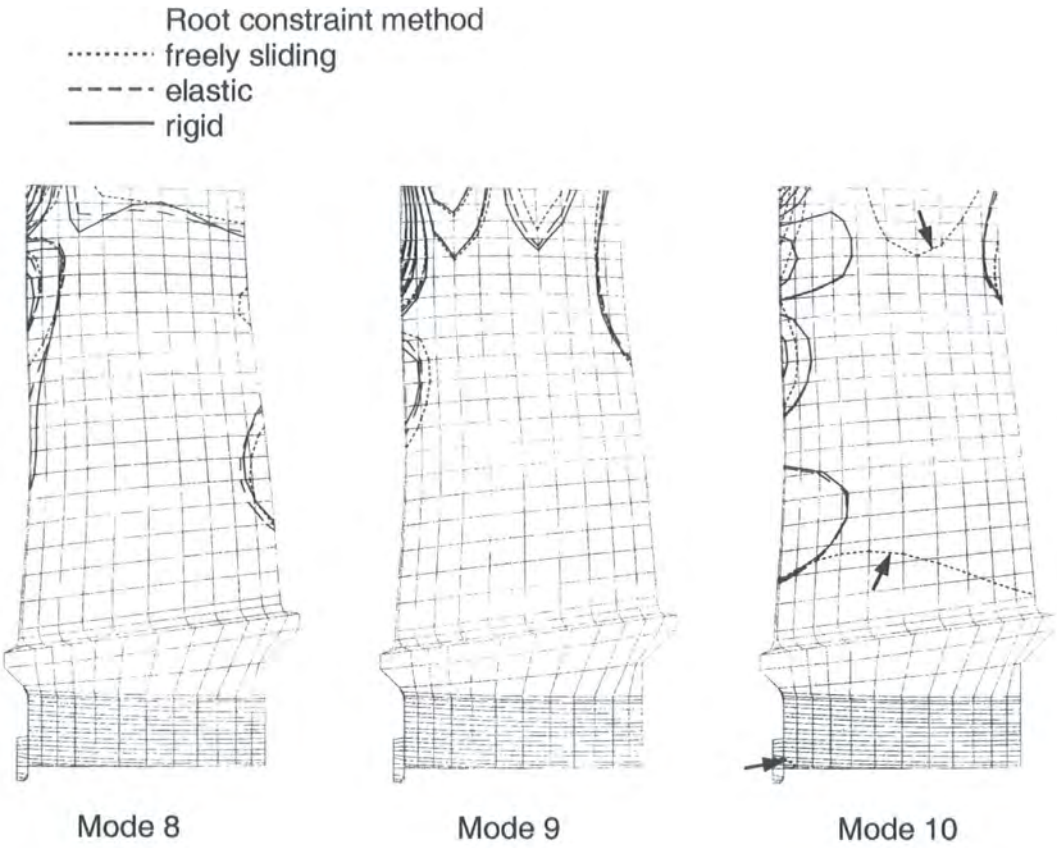 Root constraint method
freely sliding
elastic
rigid
Mode 8
Mode 9
Mode 10